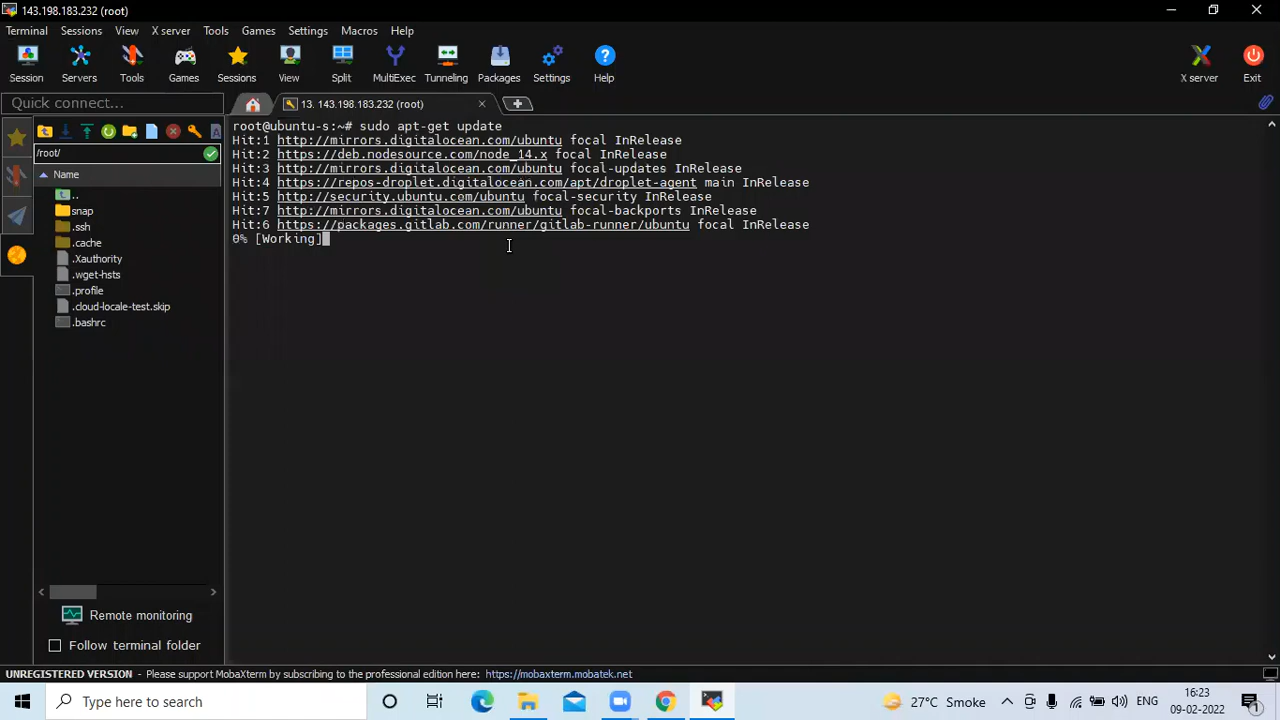 143.198.183.232 (root)
Terminal Sessions View X server Tools Games Settings Macros Help
Session Servers Tools Games Sessions View Split MultiExec Tunneling Packages Settings Help X server Exit
Quick connect...
13. 143.198.183.232 (root)
/root/
Name
..
snap
.ssh
.cache
.Xauthority
.wget-hsts
.profile
.cloud-locale-test.skip
.bashrc
Remote monitoring
Follow terminal folder
root@ubuntu-s:~# sudo apt-get update
Hit:1 http://mirrors.digitalocean.com/ubuntu focal InRelease
Hit:2 https://deb.nodesource.com/node_14.x focal InRelease
Hit:3 http://mirrors.digitalocean.com/ubuntu focal-updates InRelease
Hit:4 https://repos-droplet.digitalocean.com/apt/droplet-agent main InRelease
Hit:5 http://security.ubuntu.com/ubuntu focal-security InRelease
Hit:7 http://mirrors.digitalocean.com/ubuntu focal-backports InRelease
Hit:6 https://packages.gitlab.com/runner/gitlab-runner/ubuntu focal InRelease
0% [Working]
UNREGISTERED VERSION - Please support MobaXterm by subscribing to the professional edition here: https://mobaxterm.mobatek.net
Type here to search
27°C Smoke
ENG
16:23
09-02-2022
1